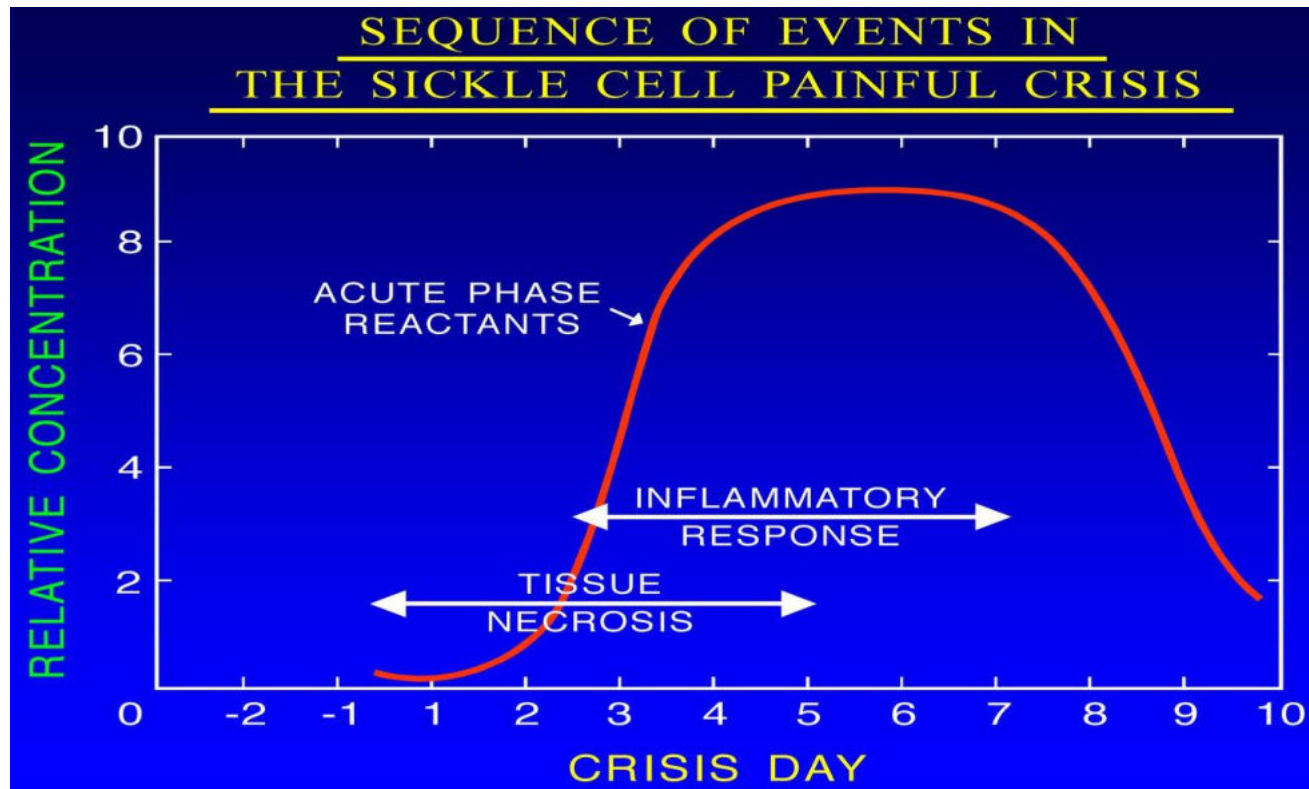 SEQUENCE OF EVENTS IN
THE SICKLE CELL PAINFUL CRISIS
RELATIVE CONCENTRATION
10
8
6
4
2
0
ACUTE PHASE
REACTANTS
INFLAMMATORY
RESPONSE
TISSUE
NECROSIS
-2 -1 1 2 3 4 5 6 7 8 9 10
CRISIS DAY